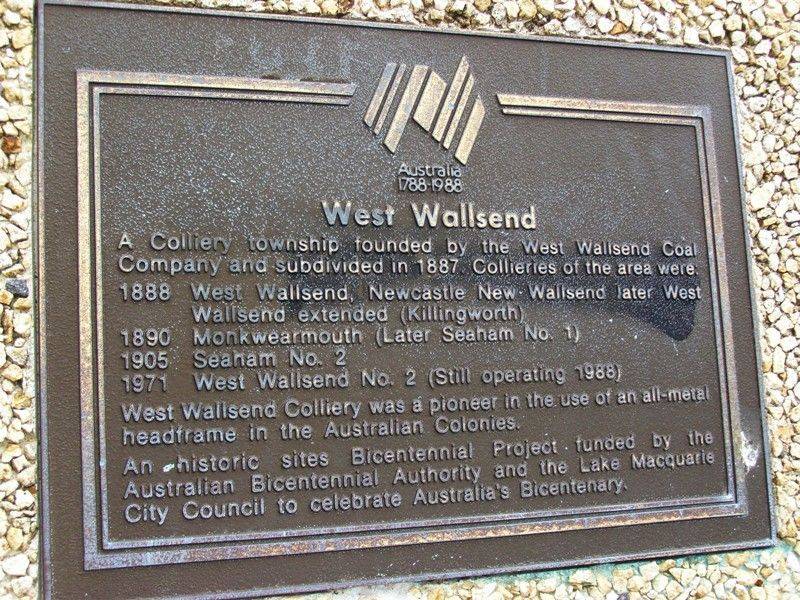 Australia
1788-1988
West Wallsend
A Colliery township founded by the West Wallsend Coal
Company and subdivided in 1887. Collieries of the area were:
1888 West Wallsend, Newcastle New-Wallsend later West
Wallsend extended (Killingworth)
1890 Monkwearmouth (Later Seaham No. 1)
1905 Seaham No. 2
1971 West Wallsend No. 2 (Still operating 1988)
West Wallsend Colliery was a pioneer in the use of an all-metal
headframe in the Australian Colonies.
An historic sites Bicentennial Project funded by the
Australian Bicentennial Authority and the Lake Macquarie
City Council to celebrate Australia's Bicentenary.